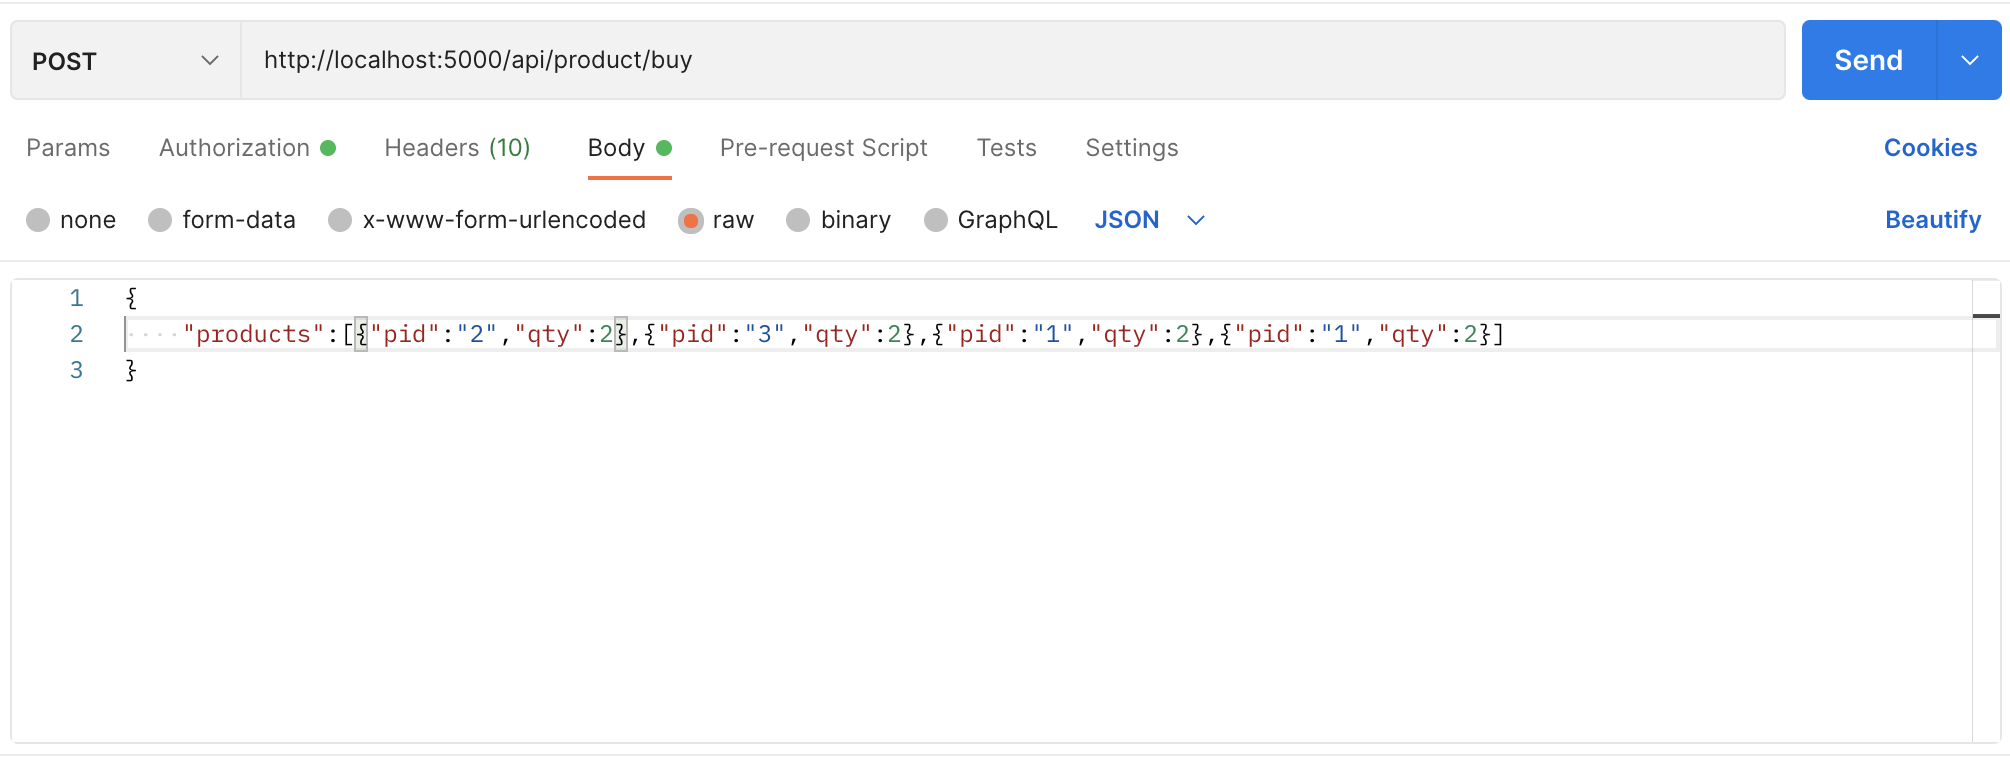 POST http://localhost:5000/api/product/buy Send
Params Authorization Headers (10) Body Pre-request Script Tests Settings Cookies
none form-data x-www-form-urlencoded raw binary GraphQL JSON Beautify
1 {
2 ····"products":[{"pid":"2","qty":2},{"pid":"3","qty":2},{"pid":"1","qty":2},{"pid":"1","qty":2}]
3 }